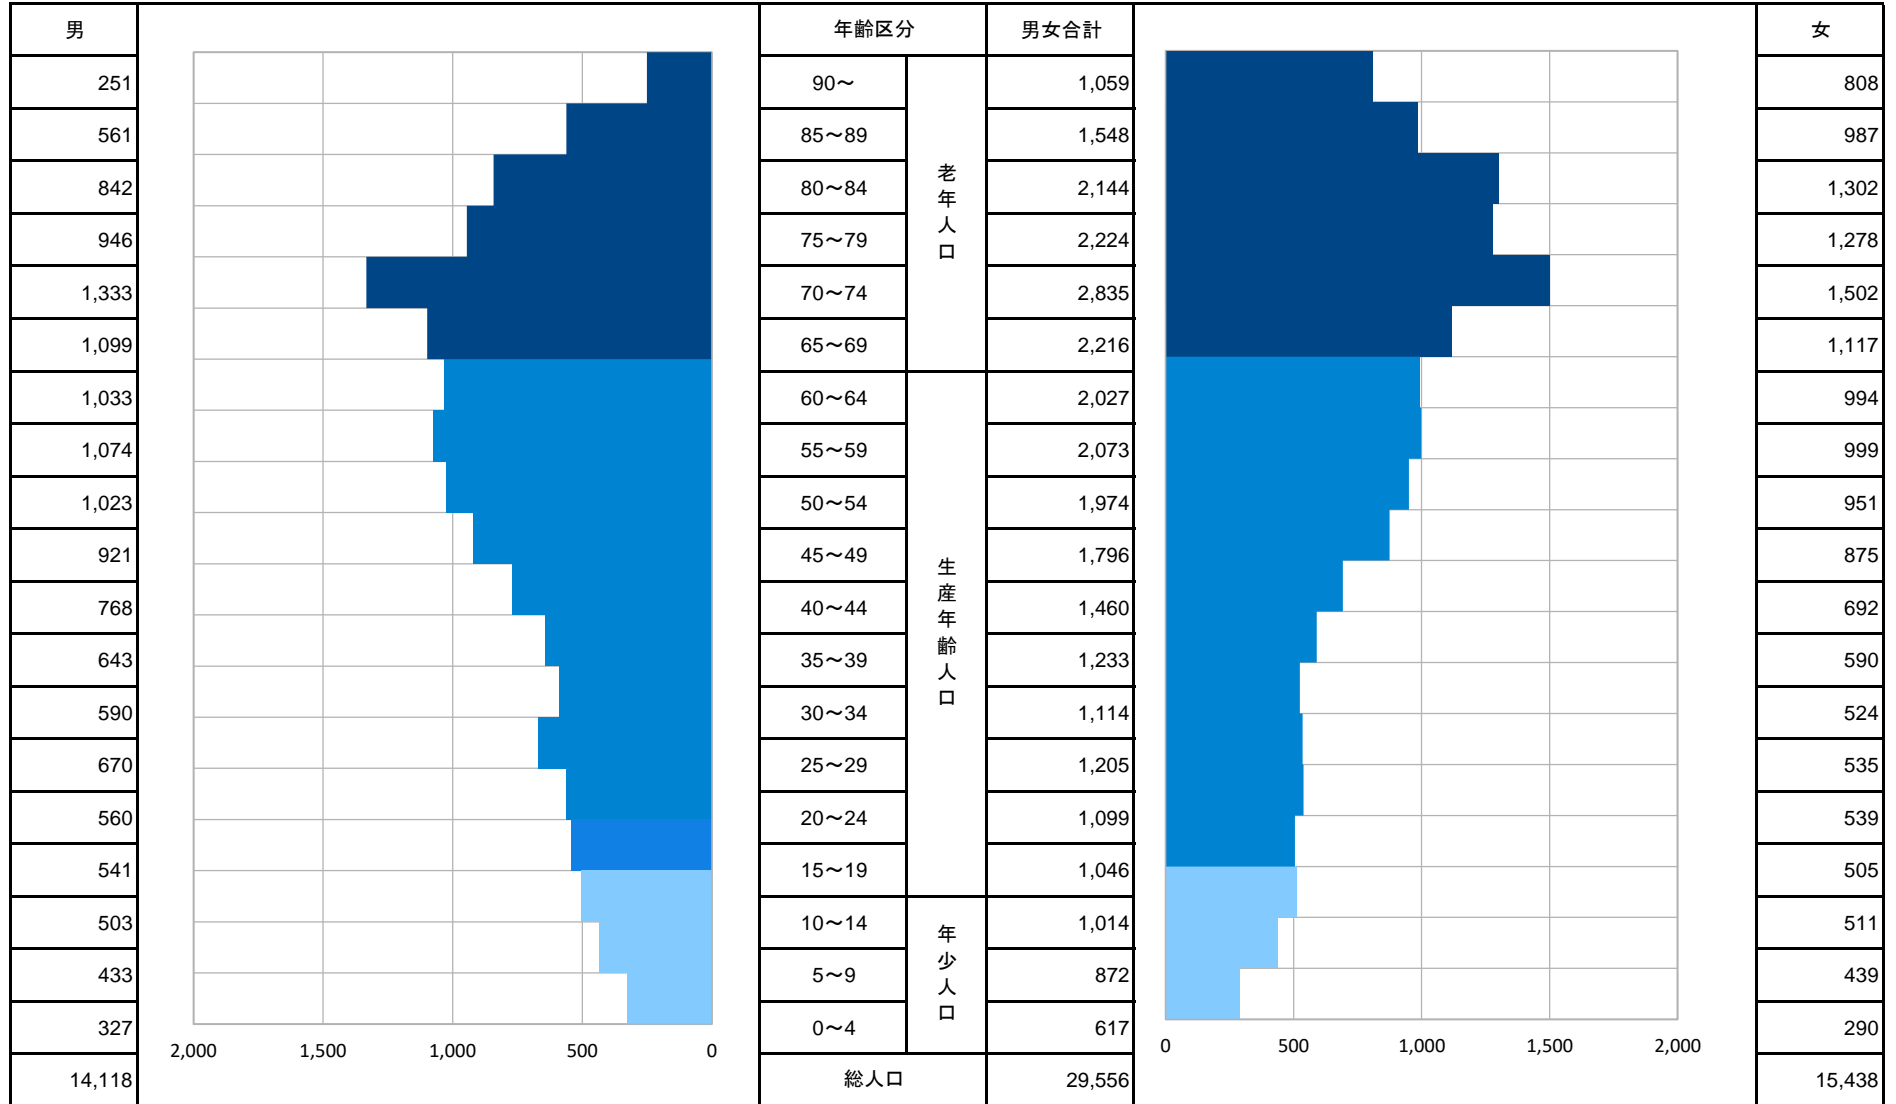 男 年齢区分 男女合計 女
251 90～ 1,059 808
561 85～89 1,548 987
842 80～84 2,144 1,302
946 75～79 2,224 1,278
1,333 70～74 2,835 1,502
1,099 65～69 2,216 1,117
老年人口
1,033 60～64 2,027 994
1,074 55～59 2,073 999
1,023 50～54 1,974 951
921 45～49 1,796 875
768 40～44 1,460 692
643 35～39 1,233 590
590 30～34 1,114 524
670 25～29 1,205 535
560 20～24 1,099 539
541 15～19 1,046 505
生産年齢人口
503 10～14 1,014 511
433 5～9 872 439
327 0～4 617 290
年少人口
2,000 1,500 1,000 500 0
0 500 1,000 1,500 2,000
14,118 総人口 29,556 15,438